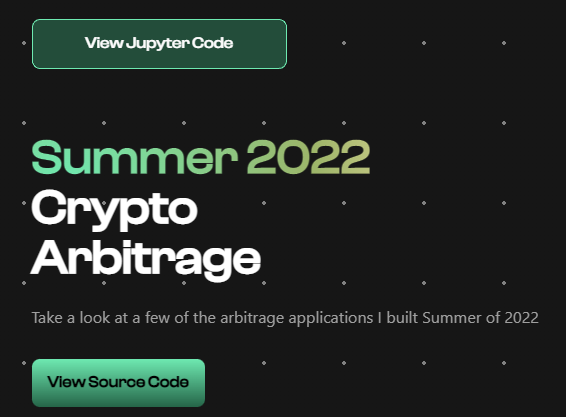 View Jupyter Code
Summer 2022
Crypto
Arbitrage
Take a look at a few of the arbitrage applications I built Summer of 2022
View Source Code